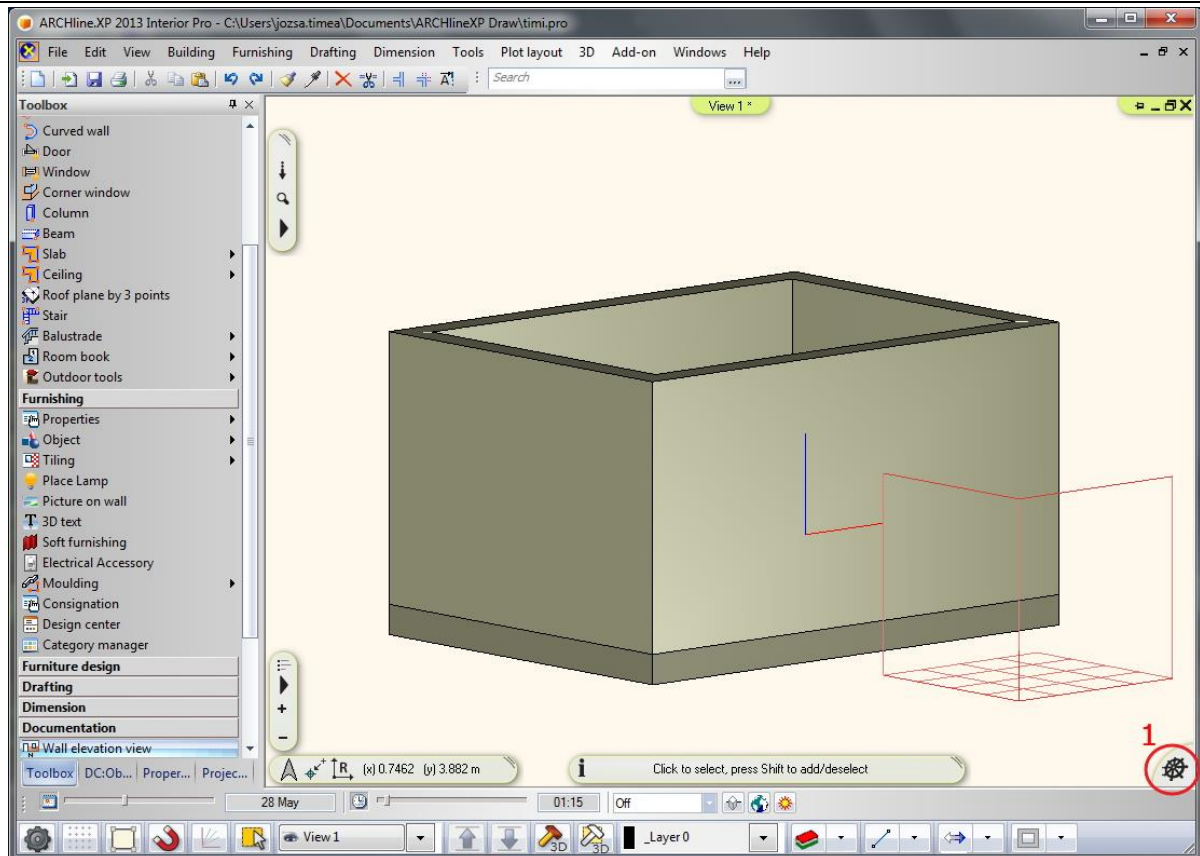 ARCHline.XP 2013 Interior Pro - C:\Users\jozsa.timea\Documents\ARCHlineXP Draw\timi.pro
File Edit View Building Furnishing Drafting Dimension Tools Plot layout 3D Add-on Windows Help
Search
Toolbox
View 1 *
Curved wall
Door
Window
Corner window
Column
Beam
Slab
Ceiling
Roof plane by 3 points
Stair
Balustrade
Room book
Outdoor tools
Furnishing
Properties
Object
Tiling
Place Lamp
Picture on wall
3D text
Soft furnishing
Electrical Accessory
Moulding
Consignation
Design center
Category manager
Furniture design
Drafting
Dimension
Documentation
Wall elevation view
1
Toolbox DC:Ob... Proper... Projec...
R (x) 0.7462 (y) 3.882 m
i Click to select, press Shift to add/deselect
28 May 01:15 Off
View 1 3D 3D _Layer 0